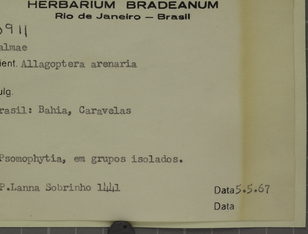 HERBARIUM BRADEANUM
Rio de Janeiro — Brasil
0911
almae
ient. Allagoptera arenaria
ulg.
rasil: Bahia, Caravelas
Psomophytia, em grupos isolados.
P.Lanna Sobrinho 1441 Data 5.5.67
Data